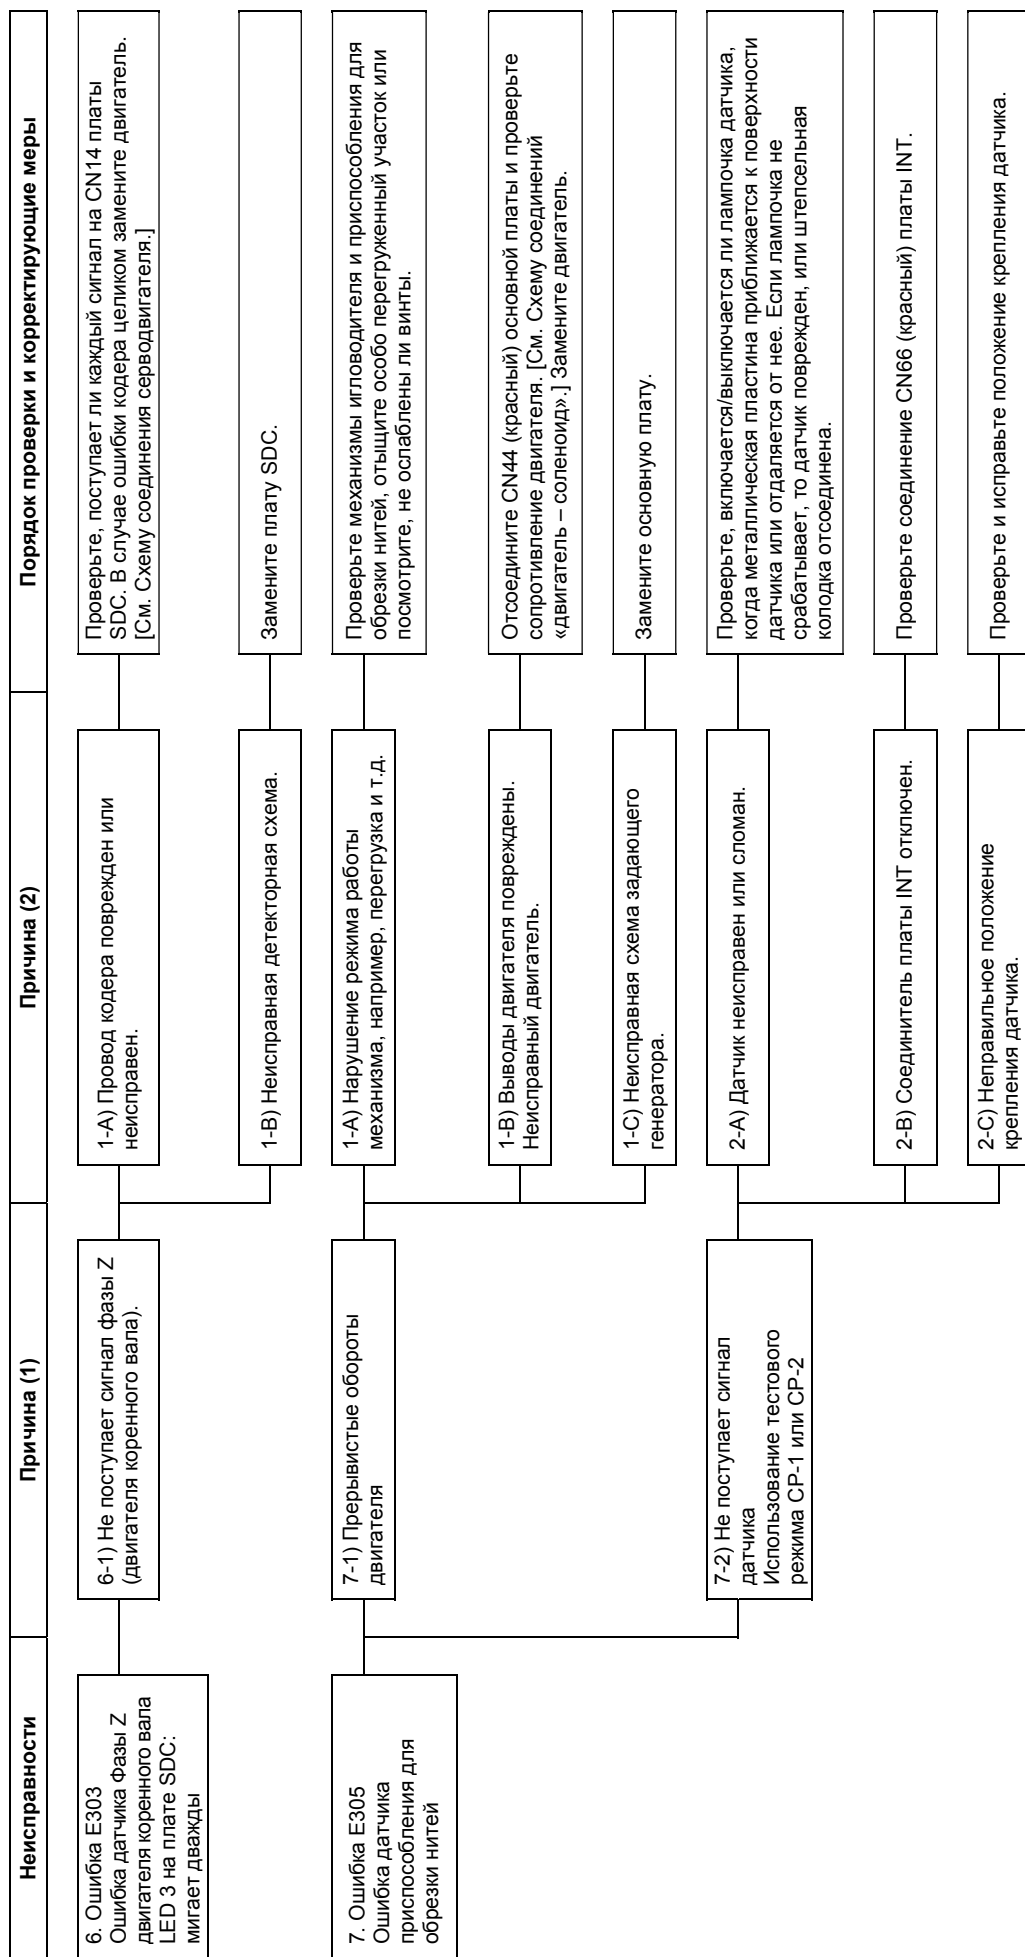 Неисправности
Причина (1)
Причина (2)
Порядок проверки и корректирующие меры
6. Ошибка E303
Ошибка датчика Фазы Z
двигателя коренного вала
LED 3 на плате SDC:
мигает дважды
6-1) Не поступает сигнал фазы Z
(двигателя коренного вала).
1-A) Провод кодера поврежден или
неисправен.
Проверьте, поступает ли каждый сигнал на CN14 платы
SDC. В случае ошибки кодера целиком замените двигатель.
[См. Схему соединения серводвигателя.]
1-B) Неисправная детекторная схема.
Замените плату SDC.
7. Ошибка E305
Ошибка датчика
приспособления для
обрезки нитей
7-1) Прерывистые обороты
двигателя
1-A) Нарушение режима работы
механизма, например, перегрузка и т.д.
Проверьте механизмы игловодителя и приспособления для
обрезки нитей, отыщите особо перегруженный участок или
посмотрите, не ослаблены ли винты.
1-B) Выводы двигателя повреждены.
Неисправный двигатель.
Отсоедините CN44 (красный) основной платы и проверьте
сопротивление двигателя. [См. Схему соединений
«двигатель – соленоид».] Замените двигатель.
1-C) Неисправная схема задающего
генератора.
Замените основную плату.
7-2) Не поступает сигнал
датчика
Использование тестового
режима CP-1 или CP-2
2-A) Датчик неисправен или сломан.
Проверьте, включается/выключается ли лампочка датчика,
когда металлическая пластина приближается к поверхности
датчика или отдаляется от нее. Если лампочка не
срабатывает, то датчик поврежден, или штепсельная
колодка отсоединена.
2-B) Соединитель платы INT отключен.
Проверьте соединение CN66 (красный) платы INT.
2-C) Неправильное положение
крепления датчика.
Проверьте и исправьте положение крепления датчика.